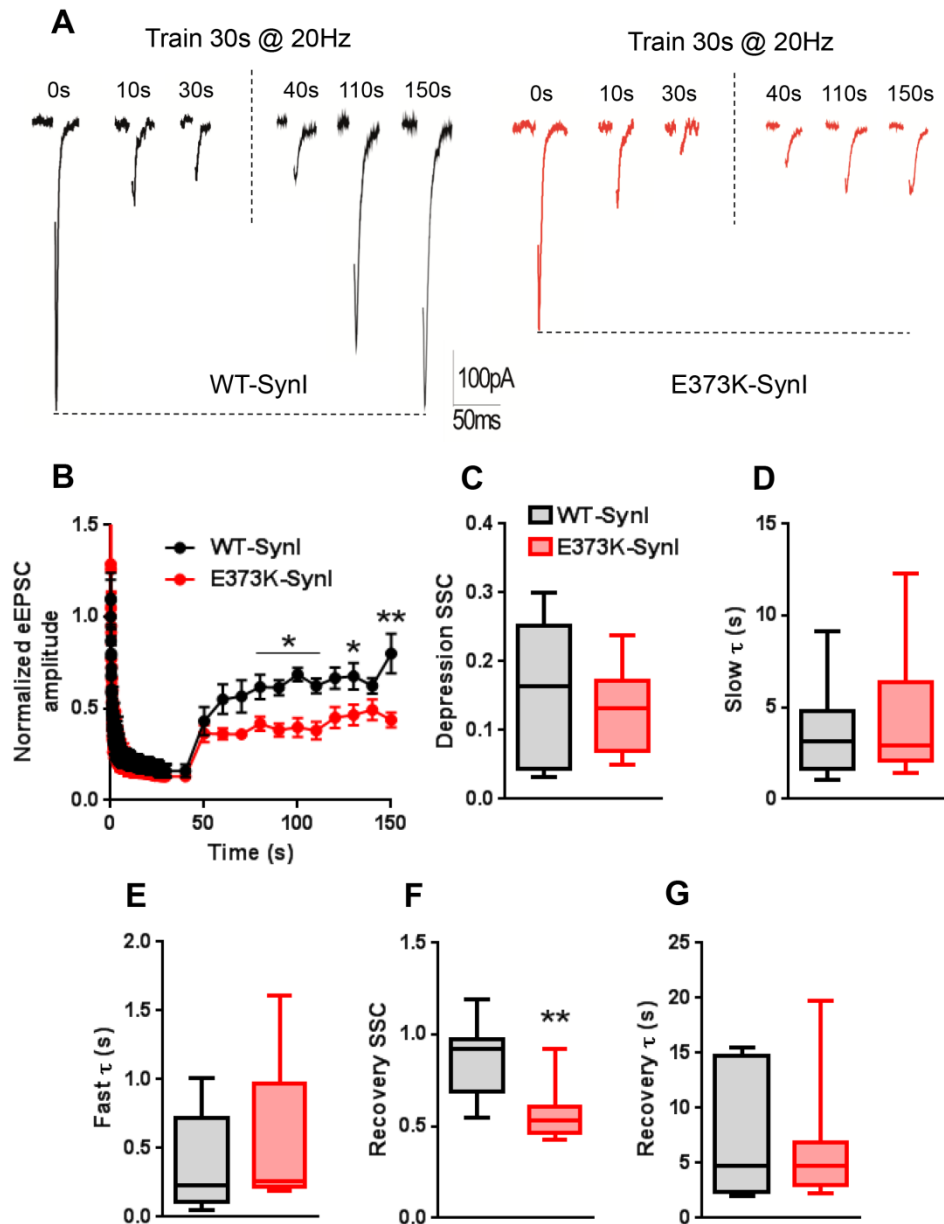 A
Train 30s @ 20Hz
Train 30s @ 20Hz
0s 10s 30s 40s 110s 150s
0s 10s 30s 40s 110s 150s
WT-SynI
100pA
50ms
E373K-SynI
B
Normalized eEPSC
amplitude
1.5
1.0
0.5
0.0
WT-SynI
E373K-SynI
* * **
0 50 100 150
Time (s)
C
Depression SSC
0.4
0.3
0.2
0.1
0.0
WT-SynI
E373K-SynI
D
Slow τ (s)
15
10
5
0
E
Fast τ (s)
2.0
1.5
1.0
0.5
0.0
F
Recovery SSC
1.5
1.0
0.5
0.0
**
G
Recovery τ (s)
25
20
15
10
5
0